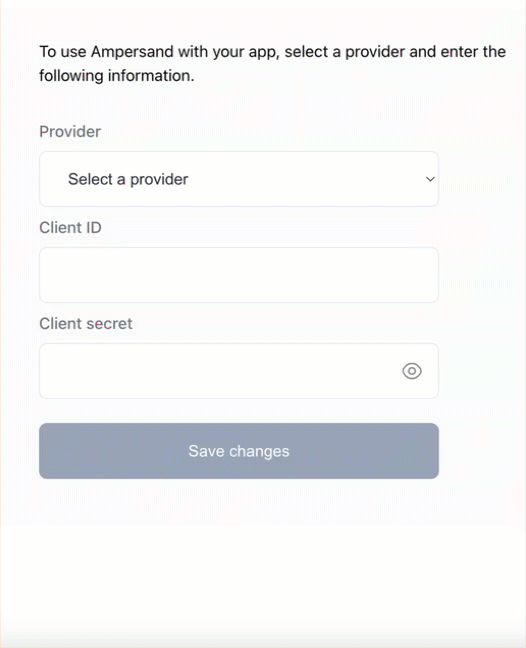 To use Ampersand with your app, select a provider and enter the
following information.
Provider
Select a provider
Client ID
Client secret
Save changes